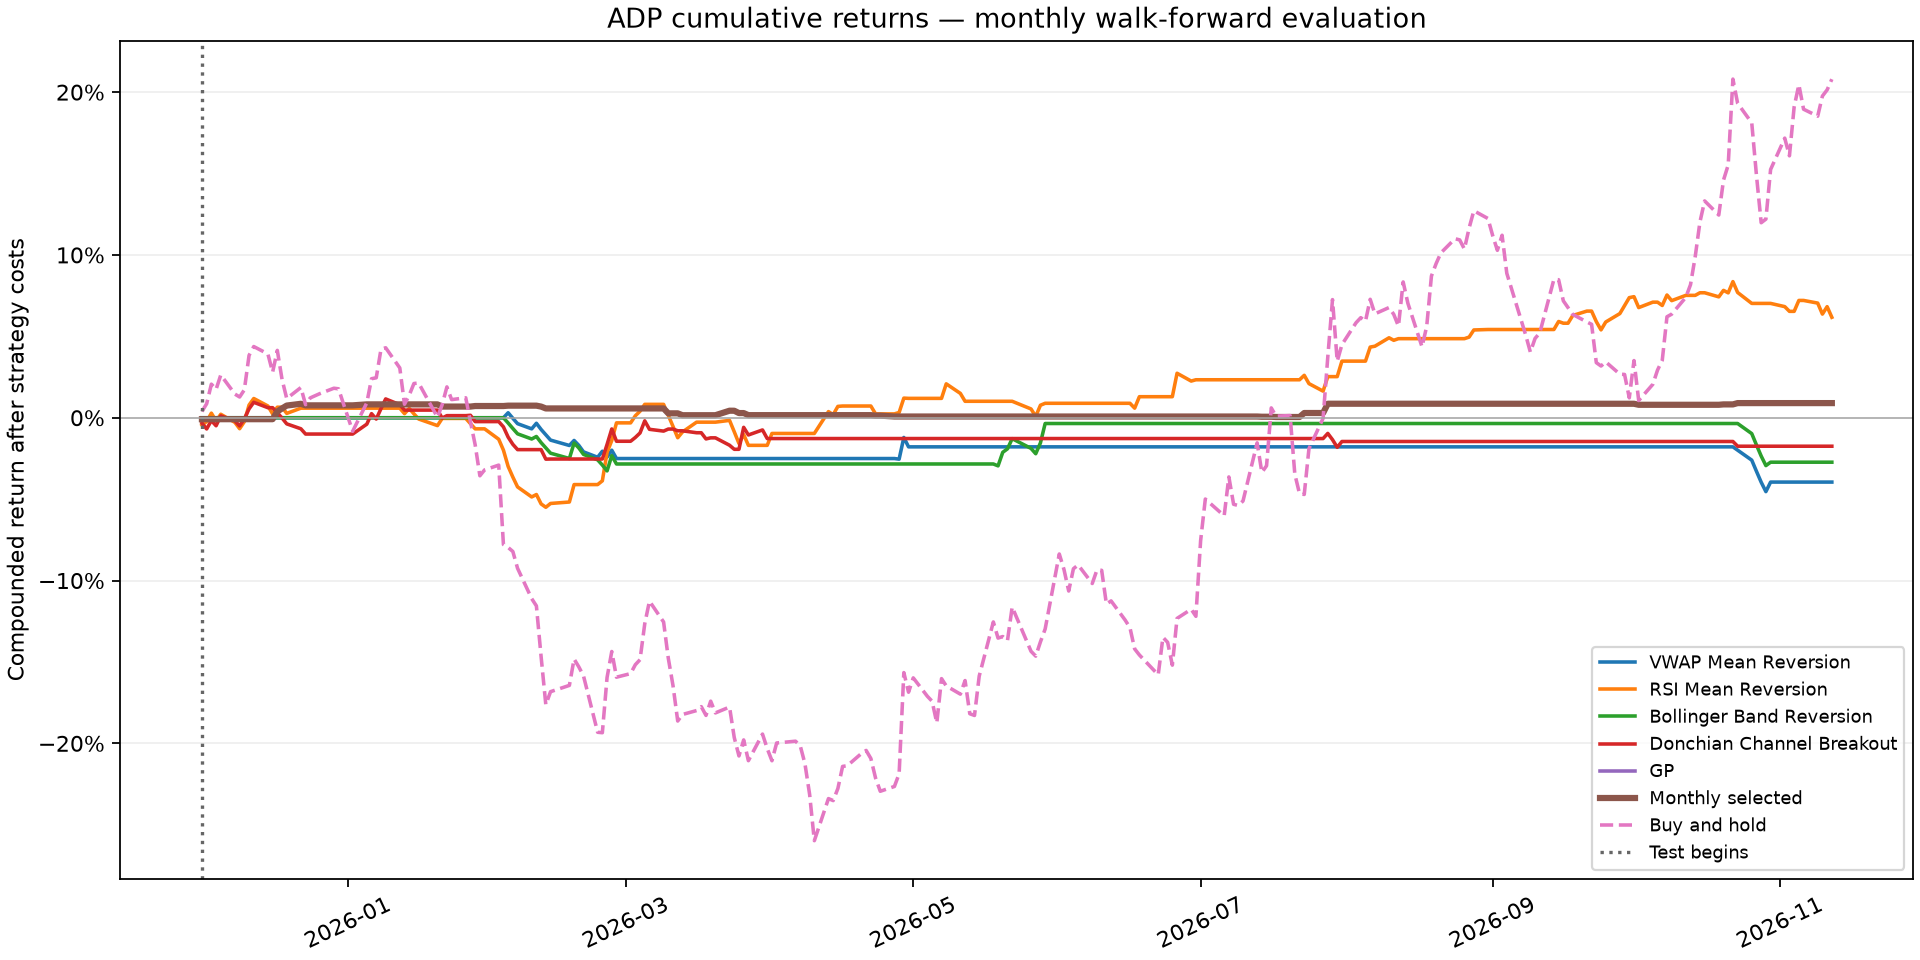 ADP cumulative returns — monthly walk-forward evaluation
Compounded return after strategy costs
20%
10%
0%
−10%
−20%
2026-01
2026-03
2026-05
2026-07
2026-09
2026-11
VWAP Mean Reversion
RSI Mean Reversion
Bollinger Band Reversion
Donchian Channel Breakout
GP
Monthly selected
Buy and hold
Test begins